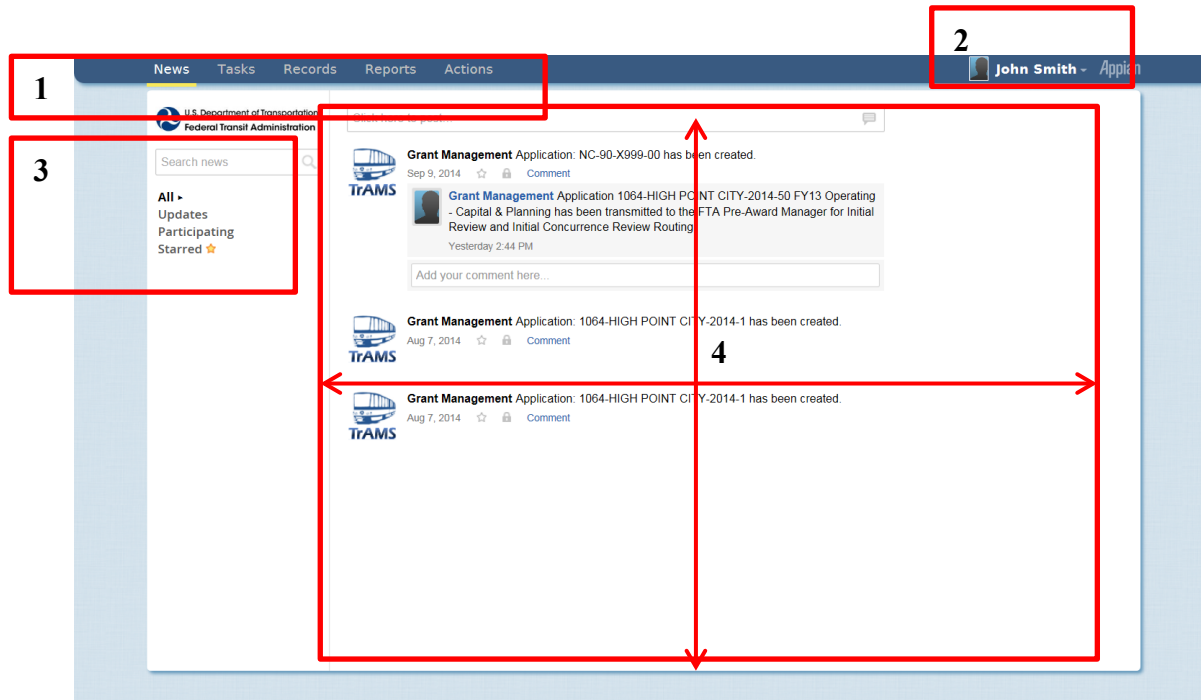 2
1
News Tasks Records Reports Actions
John Smith Appian
U.S. Department of Transportation
Federal Transit Administration
Click here to post...
3
Search news
All
Updates
Participating
Starred
TrAMS
Grant Management Application: NC-90-X999-00 has been created.
Sep 9, 2014 Comment
Grant Management Application 1064-HIGH POINT CITY-2014-50 FY13 Operating
- Capital & Planning has been transmitted to the FTA Pre-Award Manager for Initial
Review and Initial Concurrence Review Routing
Yesterday 2:44 PM
Add your comment here...
TrAMS
Grant Management Application: 1064-HIGH POINT CITY-2014-1 has been created.
Aug 7, 2014 Comment
4
TrAMS
Grant Management Application: 1064-HIGH POINT CITY-2014-1 has been created.
Aug 7, 2014 Comment